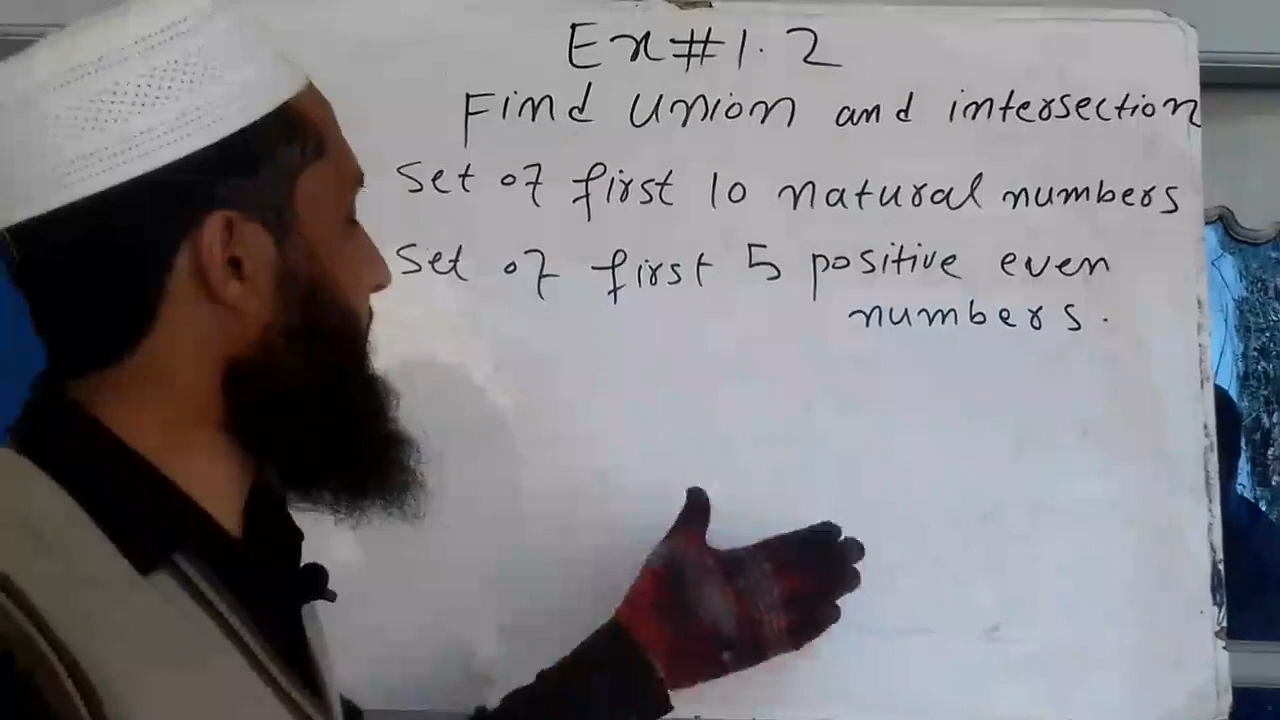 Ex#1.2
Find union and intersection
Set of first 10 natural numbers
Set of first 5 positive even
numbers.